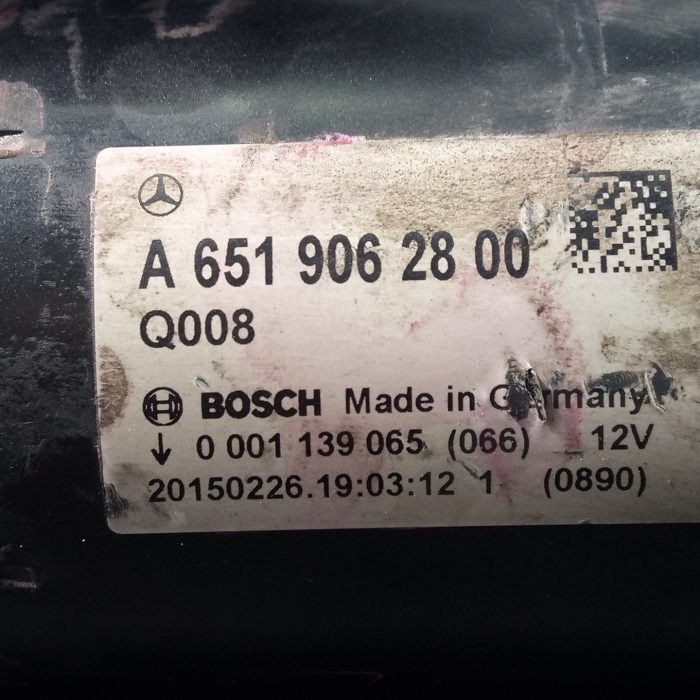 A 651 906 28 00
Q008
BOSCH Made in Germany
↓ 0 001 139 065 (066) 12V
20150226.19:03:12 1 (0890)